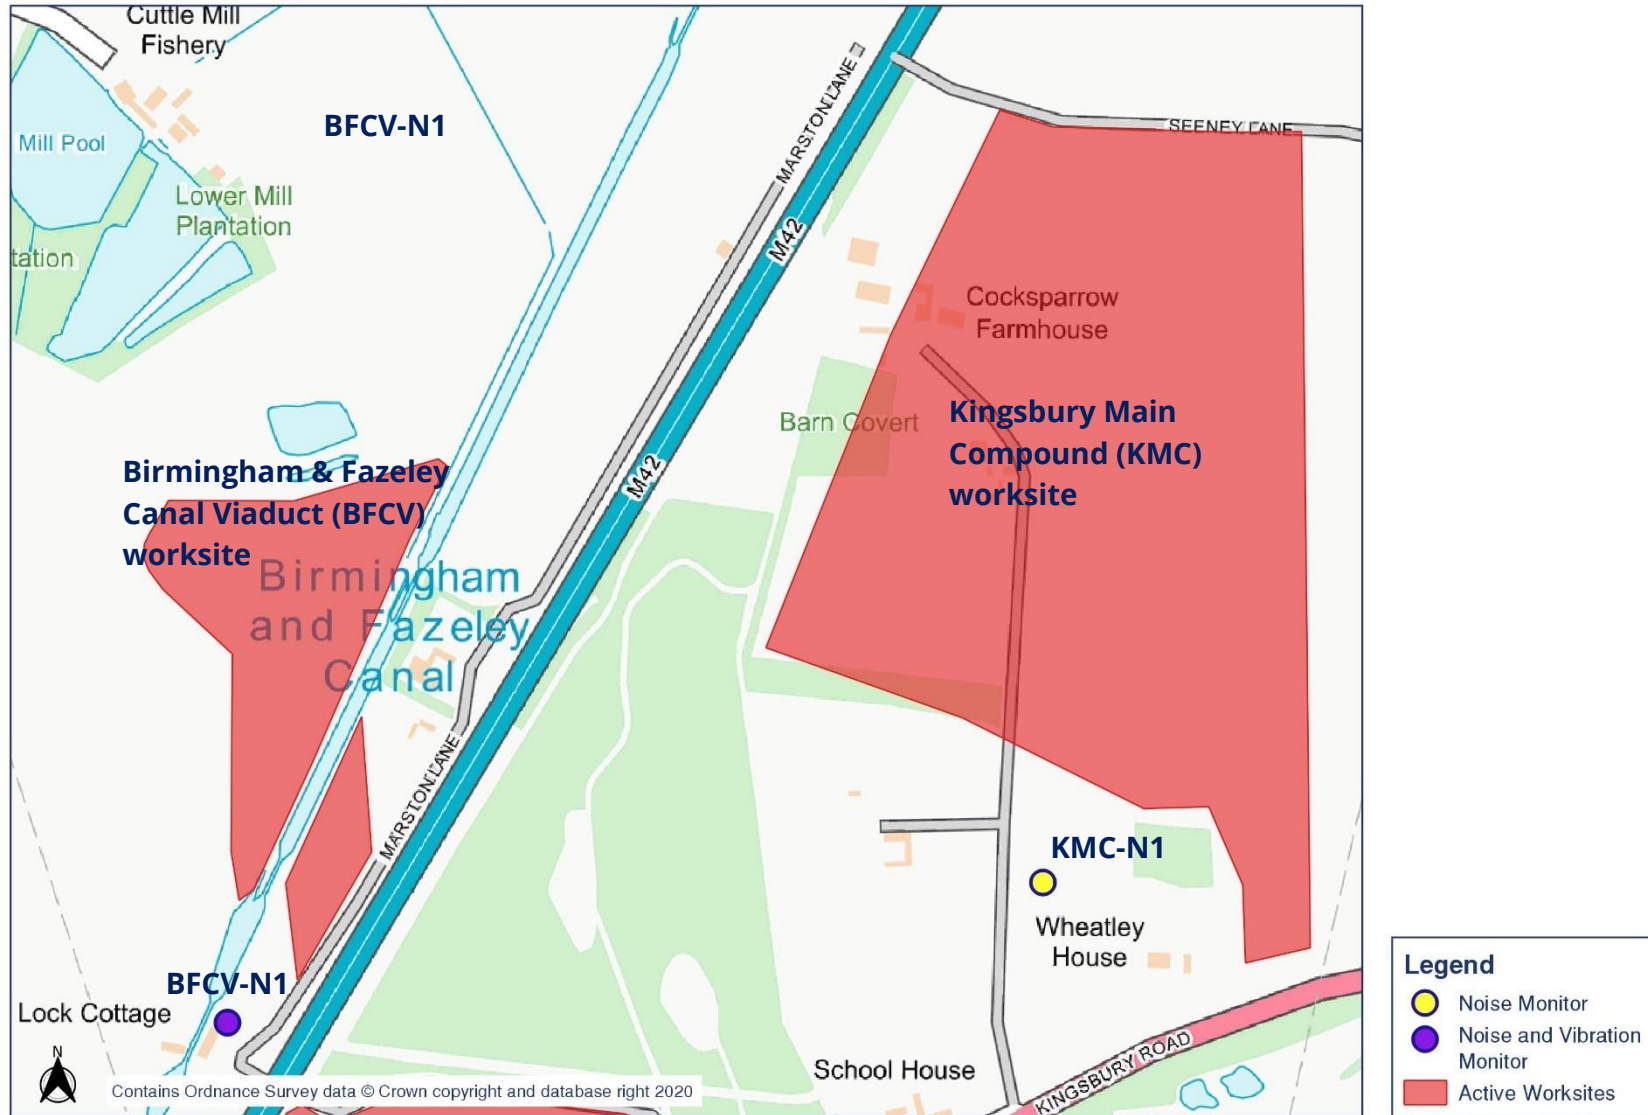 Cuttle Mill
Fishery
BFCV-N1
MARSTON LANE
SEENEY LANE
Mill Pool
Lower Mill
Plantation
tation
M42
Cocksparrow
Farmhouse
Barn Covert
Kingsbury Main
Compound (KMC)
worksite
M42
Birmingham & Fazeley
Canal Viaduct (BFCV)
worksite
Birmingham
and Fazeley
Canal
MARSTON LANE
KMC-N1
Wheatley
House
BFCV-N1
Lock Cottage
School House
KINGSBURY ROAD
N
Contains Ordnance Survey data © Crown copyright and database right 2020
Legend
Noise Monitor
Noise and Vibration
Monitor
Active Worksites